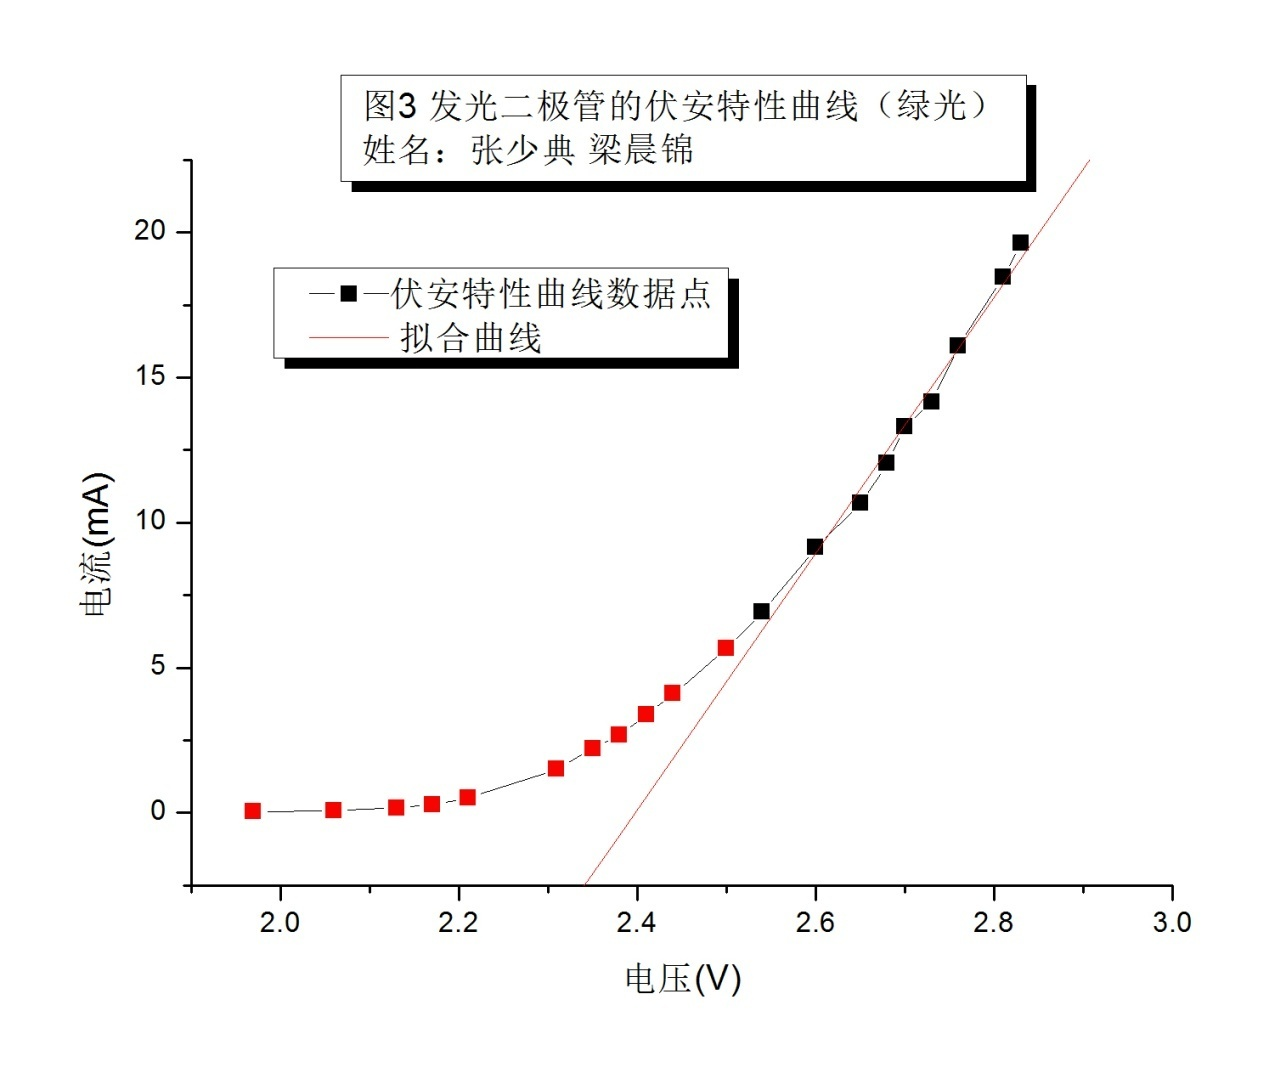 图3 发光二极管的伏安特性曲线（绿光）
姓名：张少典 梁晨锦
伏安特性曲线数据点
拟合曲线
20
15
10
5
0
电流(mA)
2.0 2.2 2.4 2.6 2.8 3.0
电压(V)